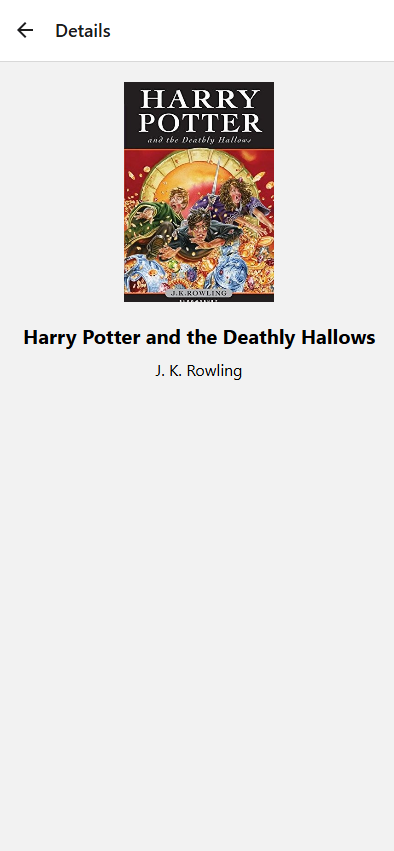 Details
HARRY
POTTER
and the Deathly Hallows
J.K.ROWLING
Harry Potter and the Deathly Hallows
J. K. Rowling